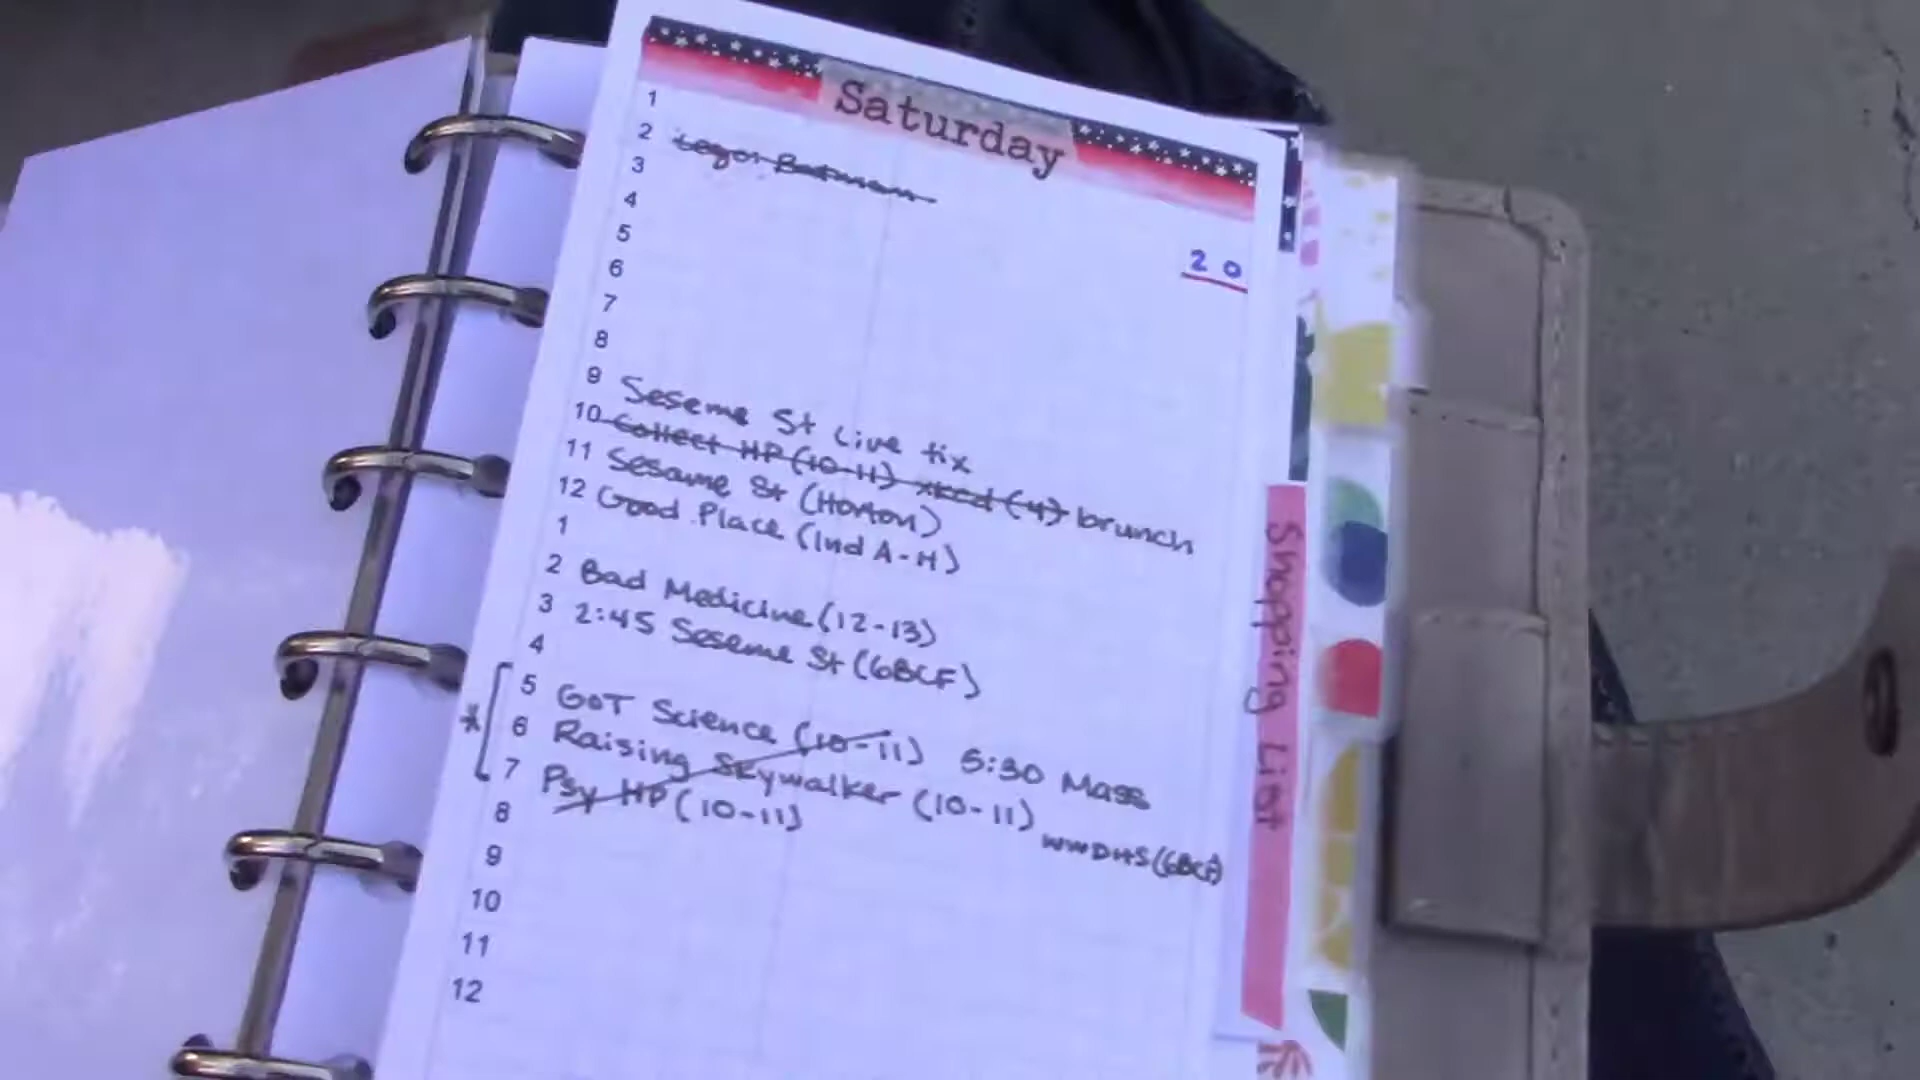 Saturday
1
2 Lego: Batman
3
4
5
20
6
7
8
9 Seseme St Live tix
10 Collect HP (10-11) xkcd (4) brunch
11 Sesame St (Horton)
12 Good Place (Ind A-H)
1
2 Bad Medicine (12-13)
3 2:45 Seseme St (6BCF)
4
5 GoT Science (10-11) 5:30 Mass
6 Raising Skywalker (10-11)
7 Psy HP (10-11) WWDHS (6BCF)
8
9
10
11
12
Shopping List